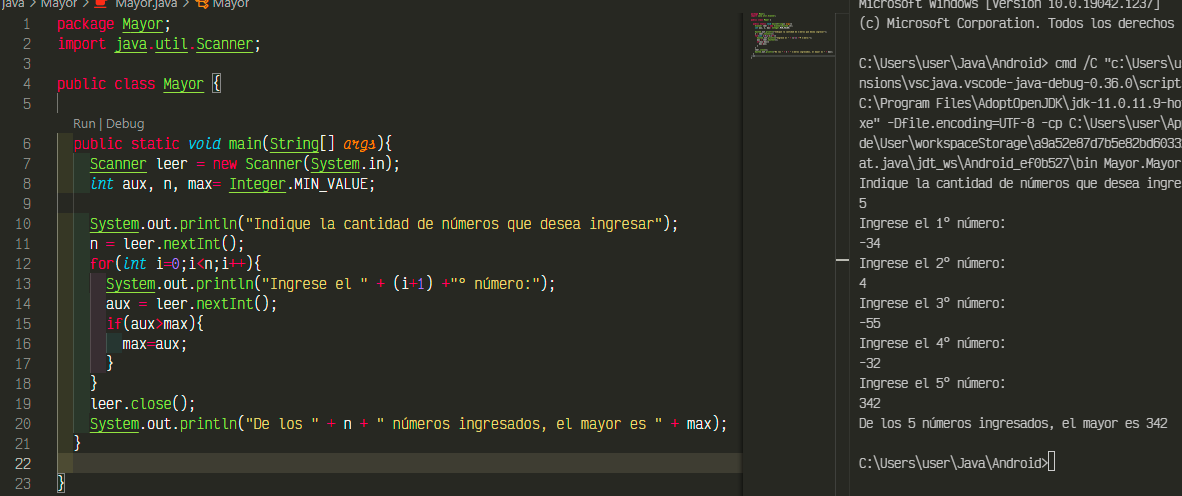 java > Mayor > Mayor.java > Mayor
1 package Mayor;
2 import java.util.Scanner;
3
4 public class Mayor {
5
Run | Debug
6 public static void main(String[] args){
7 Scanner leer = new Scanner(System.in);
8 int aux, n, max= Integer.MIN_VALUE;
9
10 System.out.println("Indique la cantidad de números que desea ingresar");
11 n = leer.nextInt();
12 for(int i=0;i<n;i++){
13 System.out.println("Ingrese el " + (i+1) +"° número:");
14 aux = leer.nextInt();
15 if(aux>max){
16 max=aux;
17 }
18 }
19 leer.close();
20 System.out.println("De los " + n + " números ingresados, el mayor es " + max);
21 }
22
23 }
Microsoft Windows [Versión 10.0.19042.1237]
(c) Microsoft Corporation. Todos los derechos
C:\Users\user\Java\Android> cmd /C "c:\Users\u
nsions\vscjava.vscode-java-debug-0.36.0\script
C:\Program Files\AdoptOpenJDK\jdk-11.0.11.9-ho
xe" -Dfile.encoding=UTF-8 -cp C:\Users\user\Ap
de\User\workspaceStorage\a9a52e87d7b5e82bd6033
at.java\jdt_ws\Android_ef0b527\bin Mayor.Mayor
Indique la cantidad de números que desea ingre
5
Ingrese el 1° número:
-34
Ingrese el 2° número:
4
Ingrese el 3° número:
-55
Ingrese el 4° número:
-32
Ingrese el 5° número:
342
De los 5 números ingresados, el mayor es 342
C:\Users\user\Java\Android>